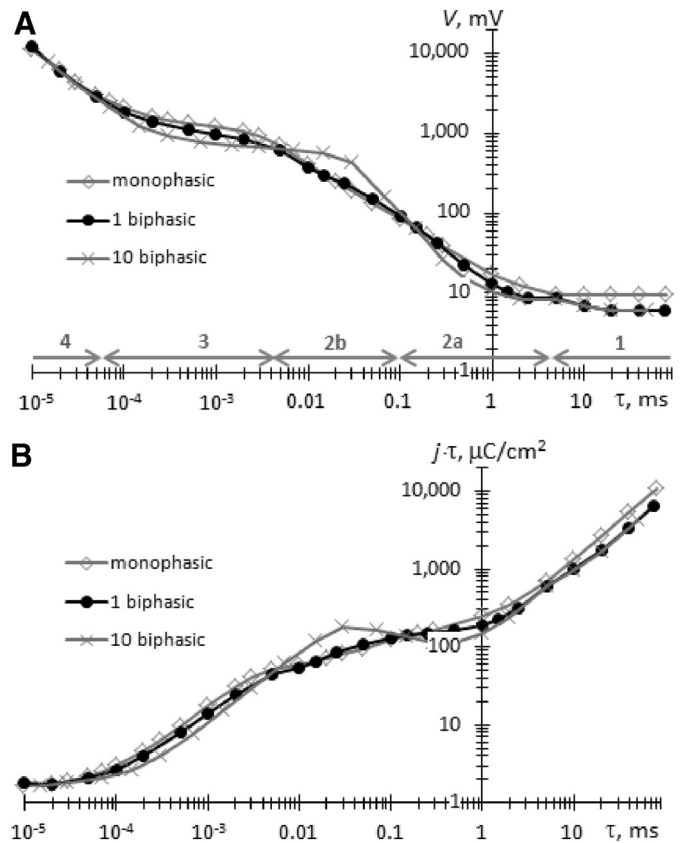 A
V, mV
10,000
1,000
100
10
1
monophasic
1 biphasic
10 biphasic
4 3 2b 2a 1
10⁻⁵ 10⁻⁴ 10⁻³ 0.01 0.1 1 10 τ, ms
B
j·τ, μC/cm²
10,000
1,000
100
10
1
monophasic
1 biphasic
10 biphasic
10⁻⁵ 10⁻⁴ 10⁻³ 0.01 0.1 1 10 τ, ms